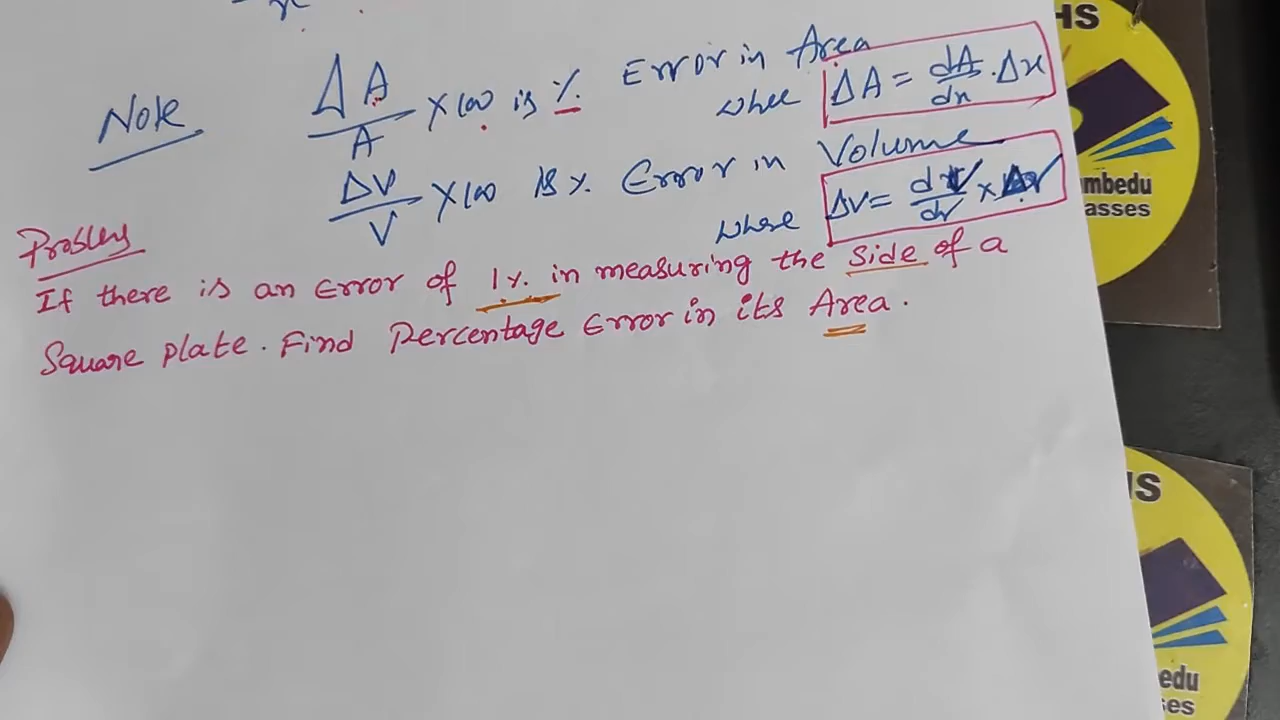 Note
ΔA/A ×100 is %. Error in Area
whee ΔA = dA/dx . Δx
ΔV/V ×100 is %. Error in Volume
where ΔV = dV/dr ×
Problem
If there is an Error of 1%. in measuring the side of a
Square plate. Find Percentage Error in its Area.
HS
mbedu
asses
HS
edu
ses